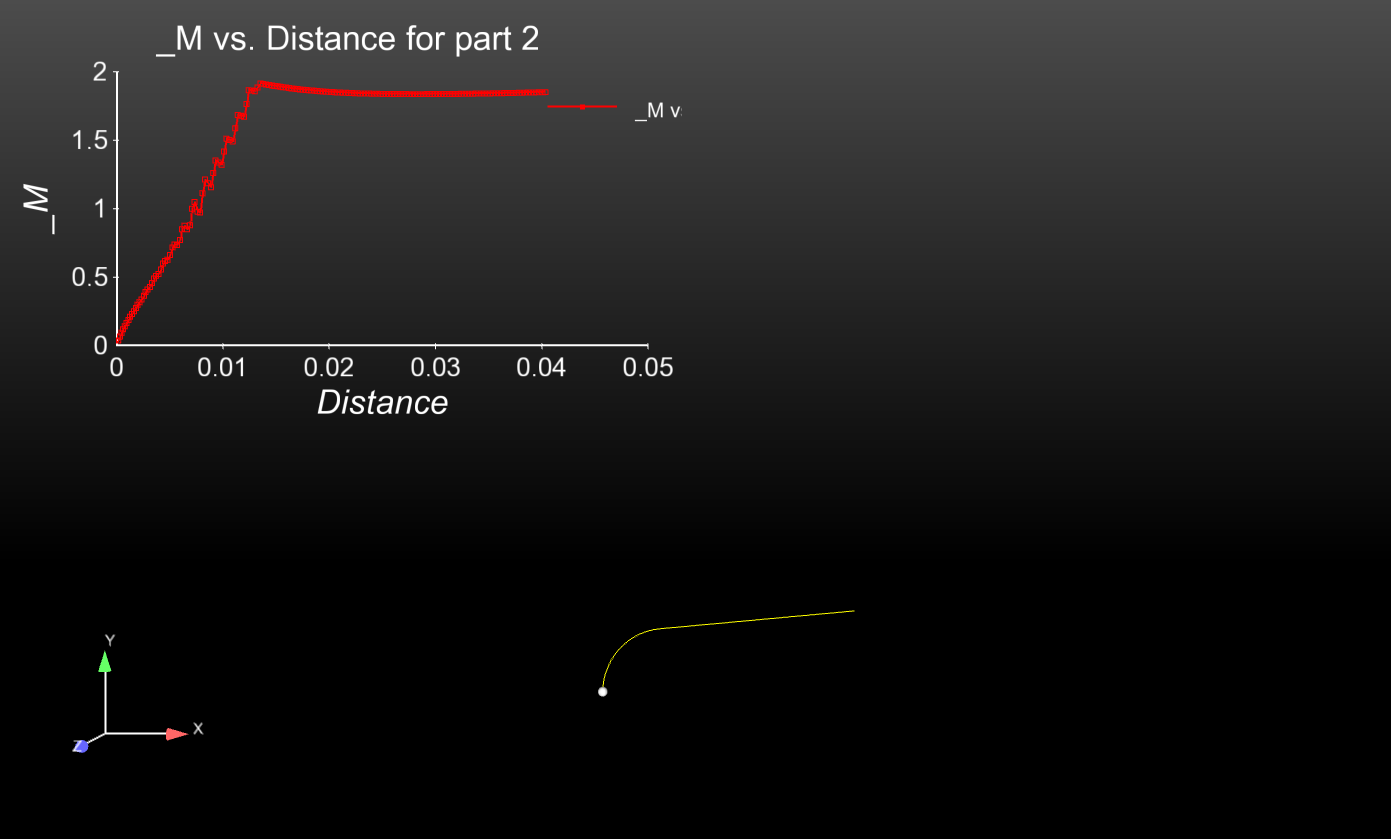 _M vs. Distance for part 2
2
1.5
1
0.5
0
_M
0 0.01 0.02 0.03 0.04 0.05
Distance
_M v
Y
X
Z